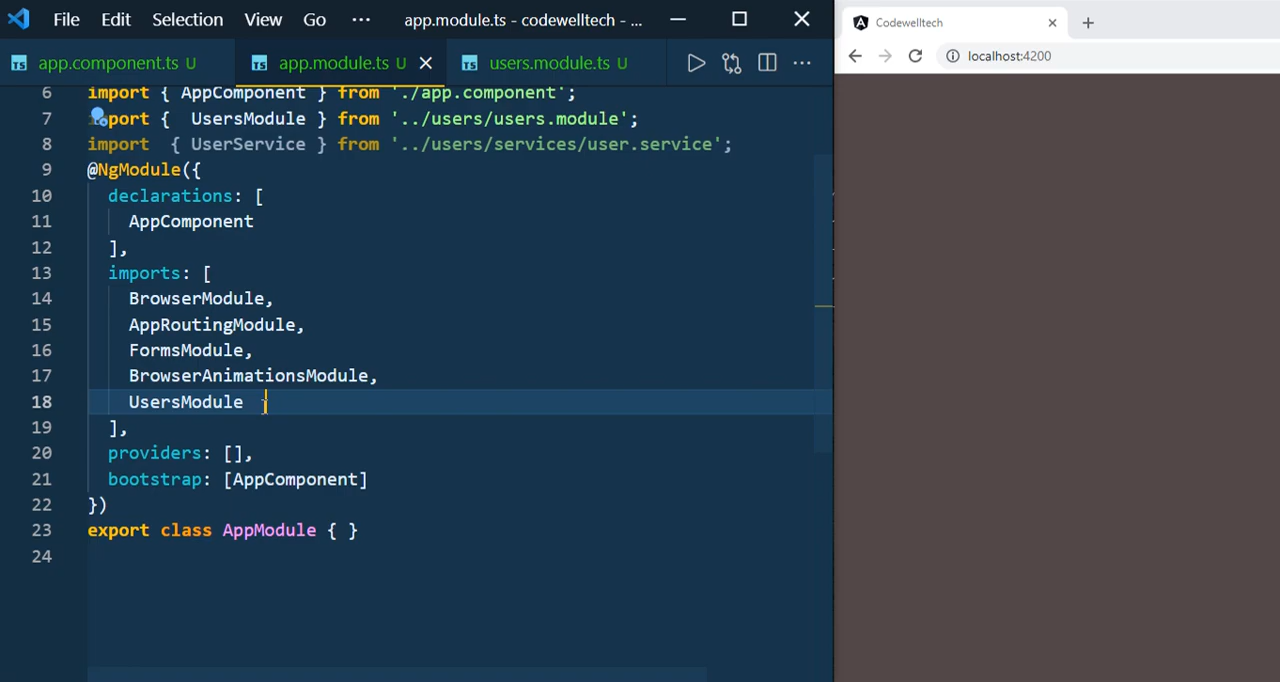 File Edit Selection View Go ··· app.module.ts - codewelltech - ...
TS app.component.ts U TS app.module.ts U TS users.module.ts U
Codewelltech
localhost:4200
6 import { AppComponent } from './app.component';
7 import {  UsersModule } from '../users/users.module';
8 import  { UserService } from '../users/services/user.service';
9 @NgModule({
10 declarations: [
11 AppComponent
12 ],
13 imports: [
14 BrowserModule,
15 AppRoutingModule,
16 FormsModule,
17 BrowserAnimationsModule,
18 UsersModule
19 ],
20 providers: [],
21 bootstrap: [AppComponent]
22 })
23 export class AppModule { }
24